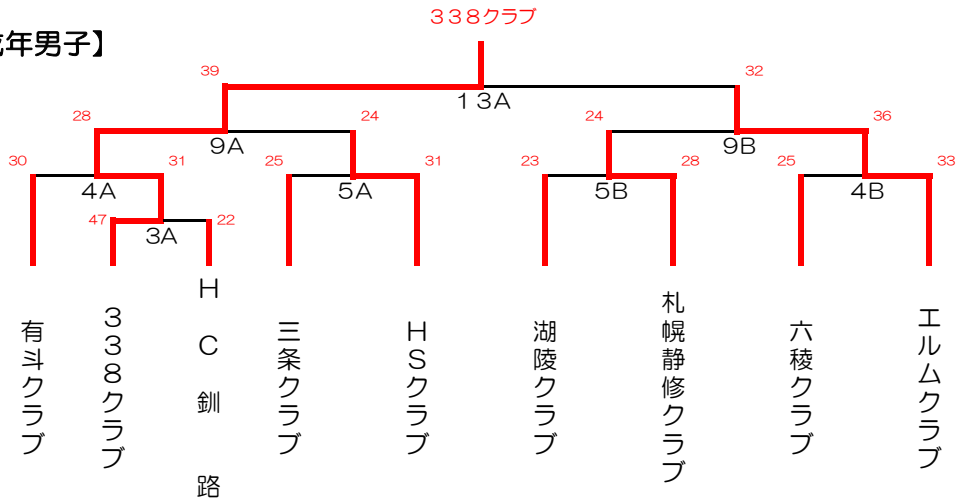 338クラブ
年男子】
39
32
13A
28
24
24
36
9A
9B
30
31
25
31
23
28
25
33
4A
5A
5B
4B
47
22
3A
有斗クラブ
338クラブ
HC釧路
三条クラブ
HSクラブ
湖陵クラブ
札幌静修クラブ
六稜クラブ
エルムクラブ